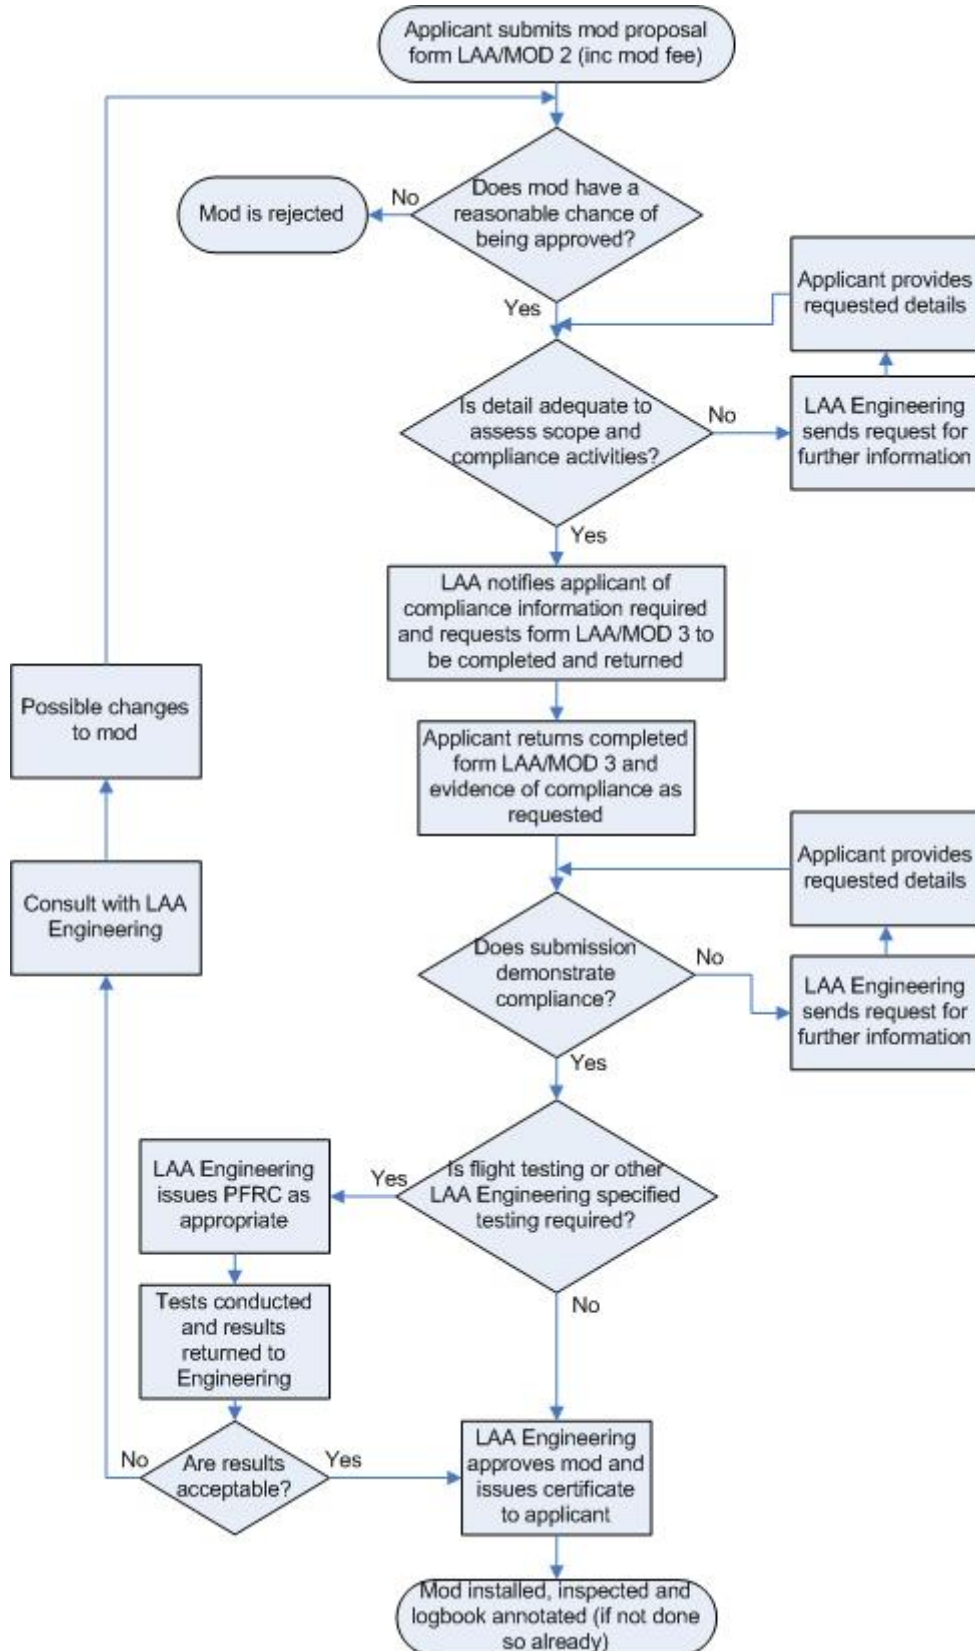 Applicant submits mod proposal
form LAA/MOD 2 (inc mod fee)
Does mod have a
reasonable chance of
being approved?
No
Mod is rejected
Yes
Applicant provides
requested details
Is detail adequate to
assess scope and
compliance activities?
No
LAA Engineering
sends request for
further information
Yes
LAA notifies applicant of
compliance information required
and requests form LAA/MOD 3 to
be completed and returned
Possible changes
to mod
Applicant returns completed
form LAA/MOD 3 and
evidence of compliance as
requested
Applicant provides
requested details
Consult with LAA
Engineering
Does submission
demonstrate
compliance?
No
LAA Engineering
sends request for
further information
Yes
Is flight testing or other
LAA Engineering specified
testing required?
Yes
LAA Engineering
issues PFRC as
appropriate
Tests conducted
and results
returned to
Engineering
No
Are results
acceptable?
No
Yes
LAA Engineering
approves mod and
issues certificate
to applicant
Mod installed, inspected and
logbook annotated (if not done
so already)